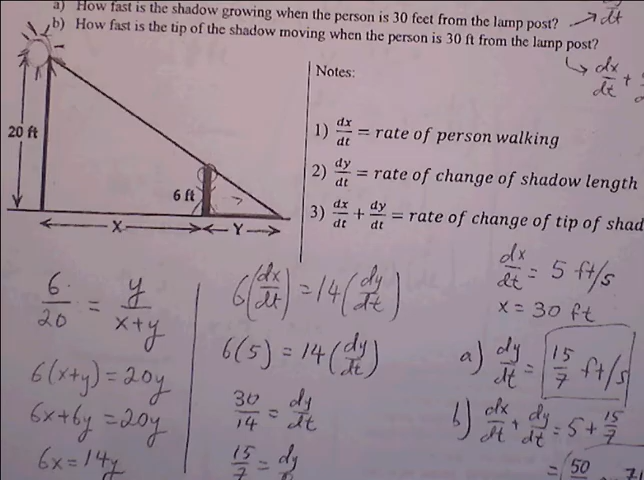 a) How fast is the shadow growing when the person is 30 feet from the lamp post? → dy/dt
b) How fast is the tip of the shadow moving when the person is 30 ft from the lamp post?
↳ dx/dt +
Notes:
1) dx/dt = rate of person walking
2) dy/dt = rate of change of shadow length
3) dx/dt + dy/dt = rate of change of tip of shad
20 ft
6 ft
X
Y
6/20 = y/(x+y)
6(x+y) = 20y
6x+6y = 20y
6x = 14y
6(dx/dt) = 14(dy/dt)
6(5) = 14(dy/dt)
30/14 = dy/dt
15/7 = dy
dx/dt = 5 ft/s
x = 30 ft
a) dy/dt = 15/7 ft/s
b) dx/dt + dy/dt = 5 + 15/7
= 50